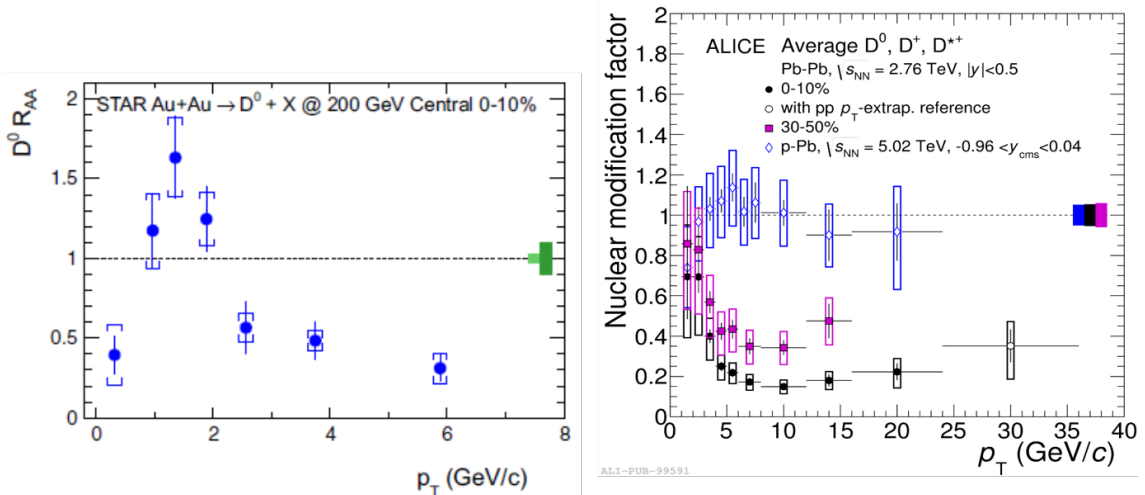 STAR Au+Au → D⁰ + X @ 200 GeV Central 0-10%
D⁰ R_AA
2
1.5
1
0.5
0
0 2 4 6 8
p_T (GeV/c)
Nuclear modification factor
2
1.8
1.6
1.4
1.2
1
0.8
0.6
0.4
0.2
0
ALICE Average D⁰, D⁺, D*⁺
Pb-Pb, √s_NN = 2.76 TeV, |y|<0.5
0-10%
with pp p_T-extrap. reference
30-50%
p-Pb, √s_NN = 5.02 TeV, -0.96 <y_cms<0.04
0 5 10 15 20 25 30 35 40
p_T (GeV/c)
ALI-PUB-99591